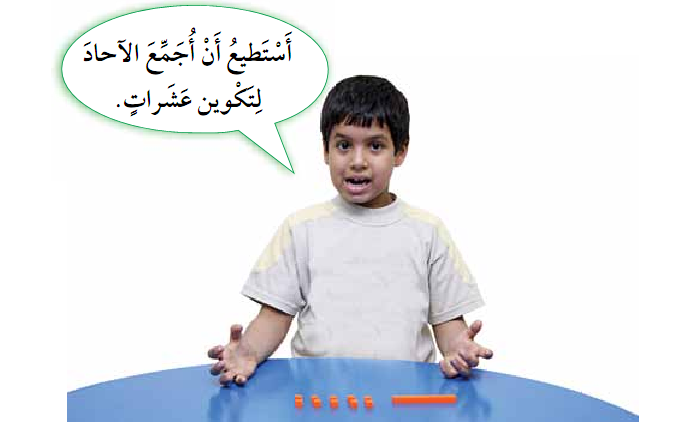 أَسْتَطيعُ أَنْ أُجَمِّعَ الآحادَ
لِتَكْوين عَشَراتٍ.